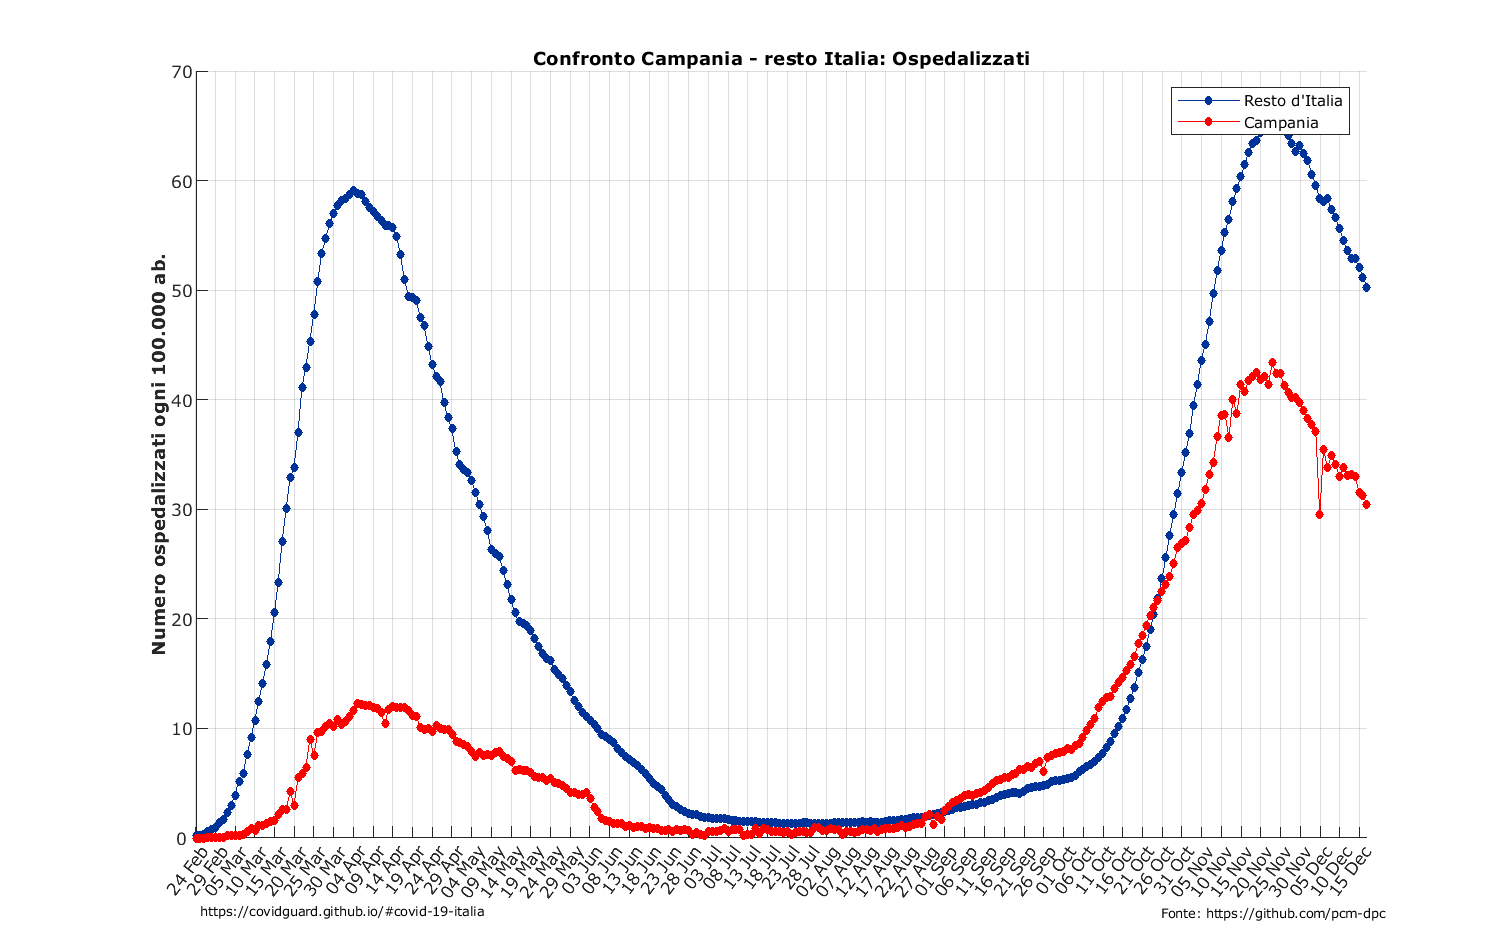 Confronto Campania - resto Italia: Ospedalizzati
Numero ospedalizzati ogni 100.000 ab.
70
60
50
40
30
20
10
0
Resto d'Italia
Campania
24 Feb
29 Feb
05 Mar
10 Mar
15 Mar
20 Mar
25 Mar
30 Mar
04 Apr
09 Apr
14 Apr
19 Apr
24 Apr
29 Apr
04 May
09 May
14 May
19 May
24 May
29 May
03 Jun
08 Jun
13 Jun
18 Jun
23 Jun
28 Jun
03 Jul
08 Jul
13 Jul
18 Jul
23 Jul
28 Jul
02 Aug
07 Aug
12 Aug
17 Aug
22 Aug
27 Aug
01 Sep
06 Sep
11 Sep
16 Sep
21 Sep
26 Sep
01 Oct
06 Oct
11 Oct
16 Oct
21 Oct
26 Oct
31 Oct
05 Nov
10 Nov
15 Nov
20 Nov
25 Nov
30 Nov
05 Dec
10 Dec
15 Dec
https://covidguard.github.io/#covid-19-italia
Fonte: https://github.com/pcm-dpc